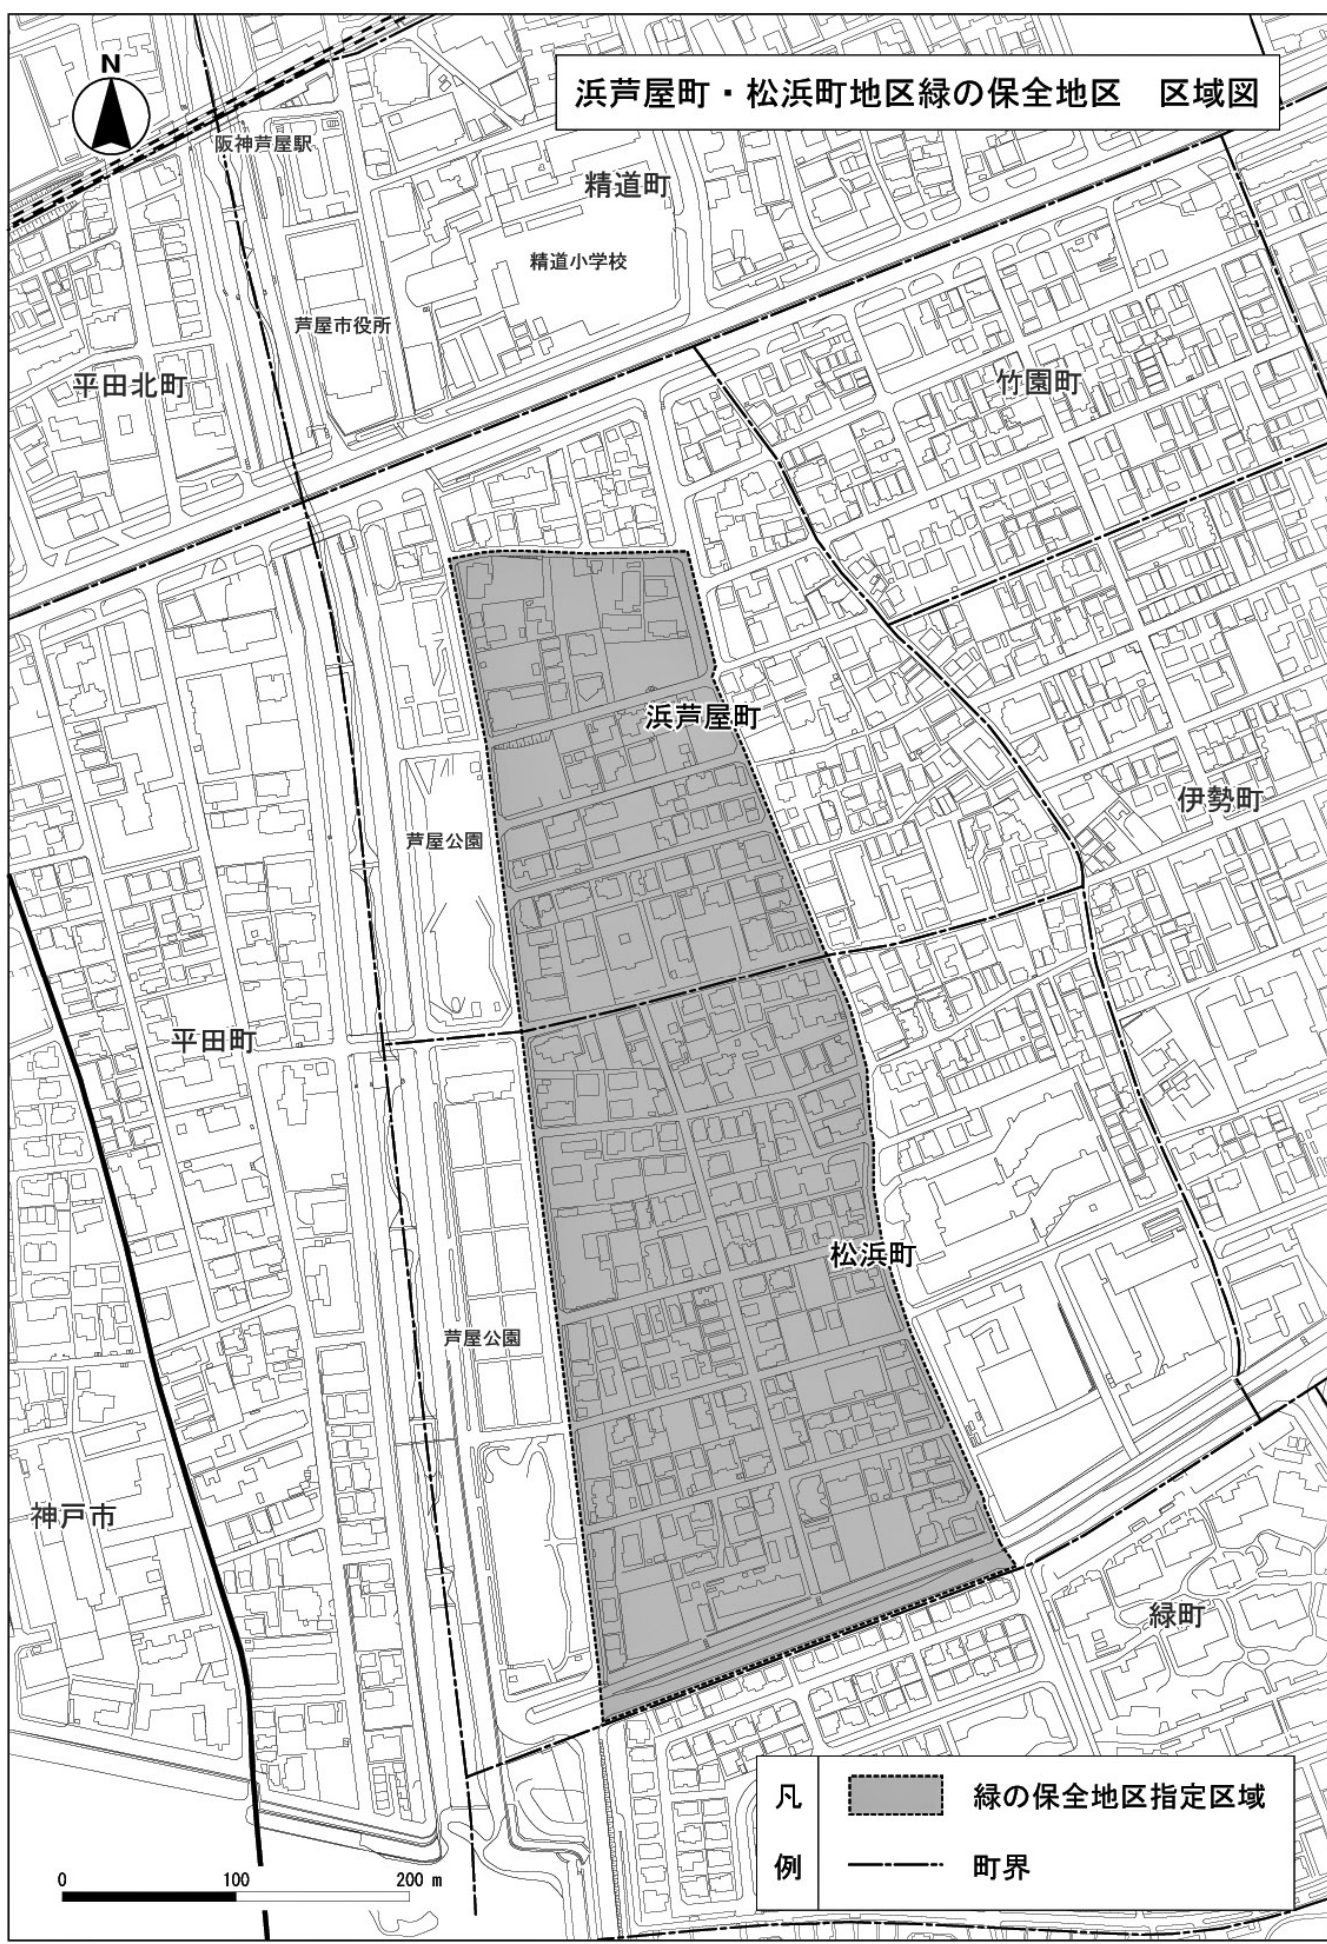 N
浜芦屋町・松浜町地区緑の保全地区　区域図
阪神芦屋駅
精道町
精道小学校
芦屋市役所
平田北町
竹園町
浜芦屋町
伊勢町
芦屋公園
平田町
松浜町
芦屋公園
神戸市
緑町
凡例
緑の保全地区指定区域
町界
0 100 200 m